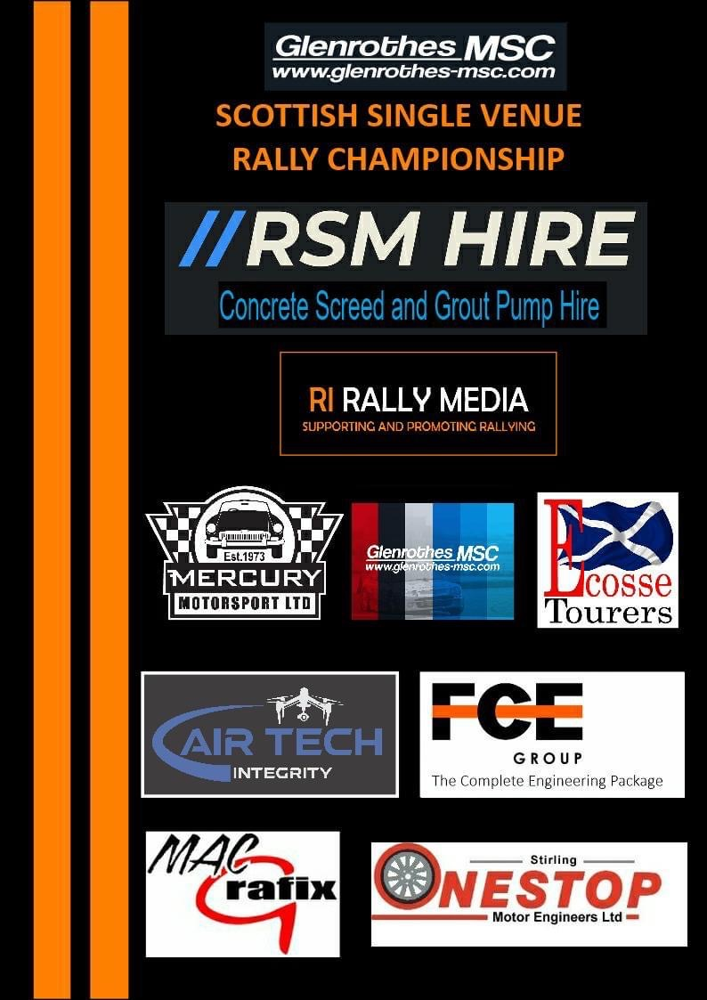 Glenrothes MSC
www.glenrothes-msc.com
SCOTTISH SINGLE VENUE
RALLY CHAMPIONSHIP
//RSM HIRE
Concrete Screed and Grout Pump Hire
RI RALLY MEDIA
SUPPORTING AND PROMOTING RALLYING
Est.1973
MERCURY
MOTORSPORT LTD
Glenrothes MSC
www.glenrothes-msc.com
Ecosse
Tourers
AIR TECH
INTEGRITY
FCE
GROUP
The Complete Engineering Package
MAC
Grafix
Stirling
ONESTOP
Motor Engineers Ltd